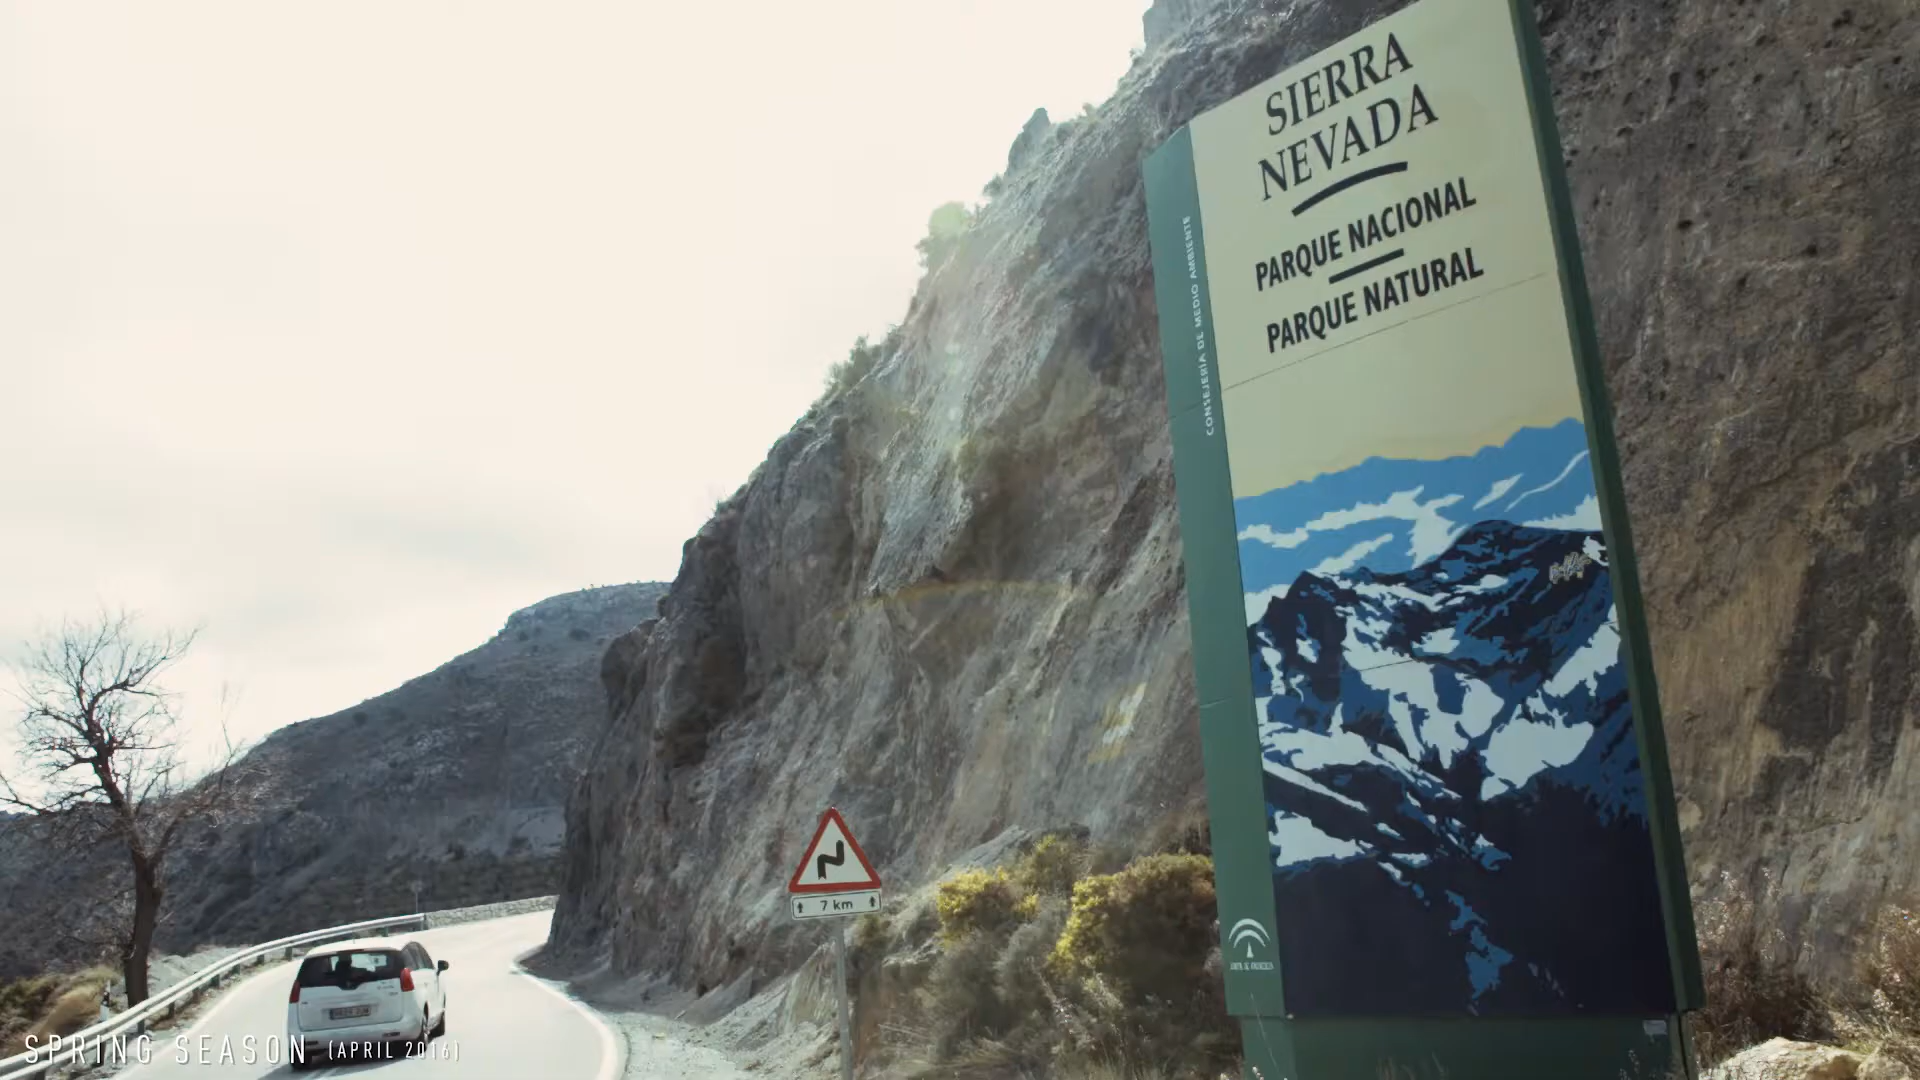 SIERRA
NEVADA
PARQUE NACIONAL
PARQUE NATURAL
CONSEJERÍA DE MEDIO AMBIENTE
7 km
SPRING SEASON (APRIL 2016)